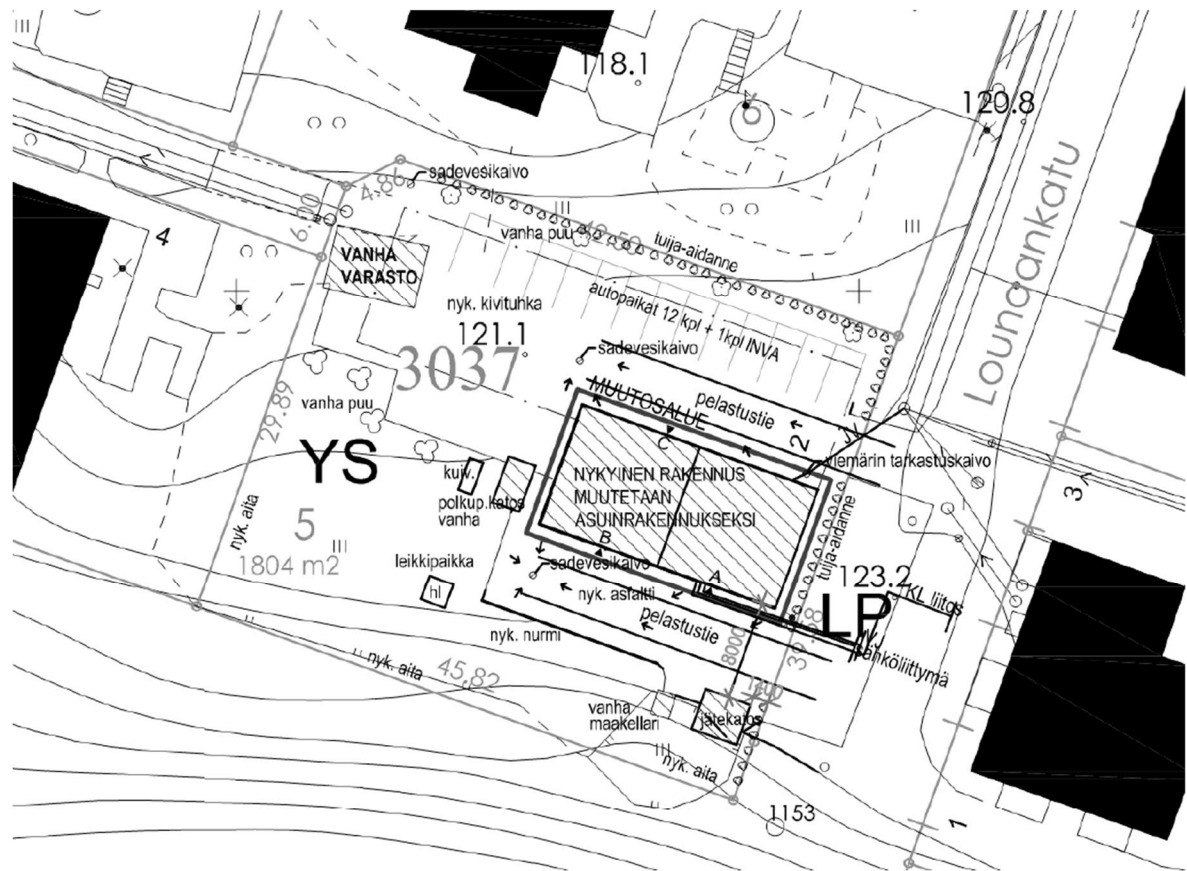 118.1
120.8
Lounaankatu
sadevesikaivo
4.86
6.00
4
vanha puu
tuija-aidanne
VANHA
VARASTO
nyk. kivituhka
autopaikat 12 kpl + 1kpl INVA
121.1
sadevesikaivo
3037
MUUTOSALUE
pelastustie
2
JV
C
vanha puu
29.89
YS
viemärin tarkastuskaivo
3
NYKYINEN RAKENNUS
MUUTETAAN
ASUINRAKENNUKSEKSI
kuiv.
polkup.katos
vanha
nyk. aita
5
1804 m2
B
tuija-aidanne
leikkipaikka
sadevesikaivo
A
123.2
KL liitos
hl
nyk. asfaltti
LP
pelastustie
8000
nyk. nurmi
sähköliittymä
nyk. aita
45,82
vanha
maakellari
jätekatos
nyk. aita
1153
1